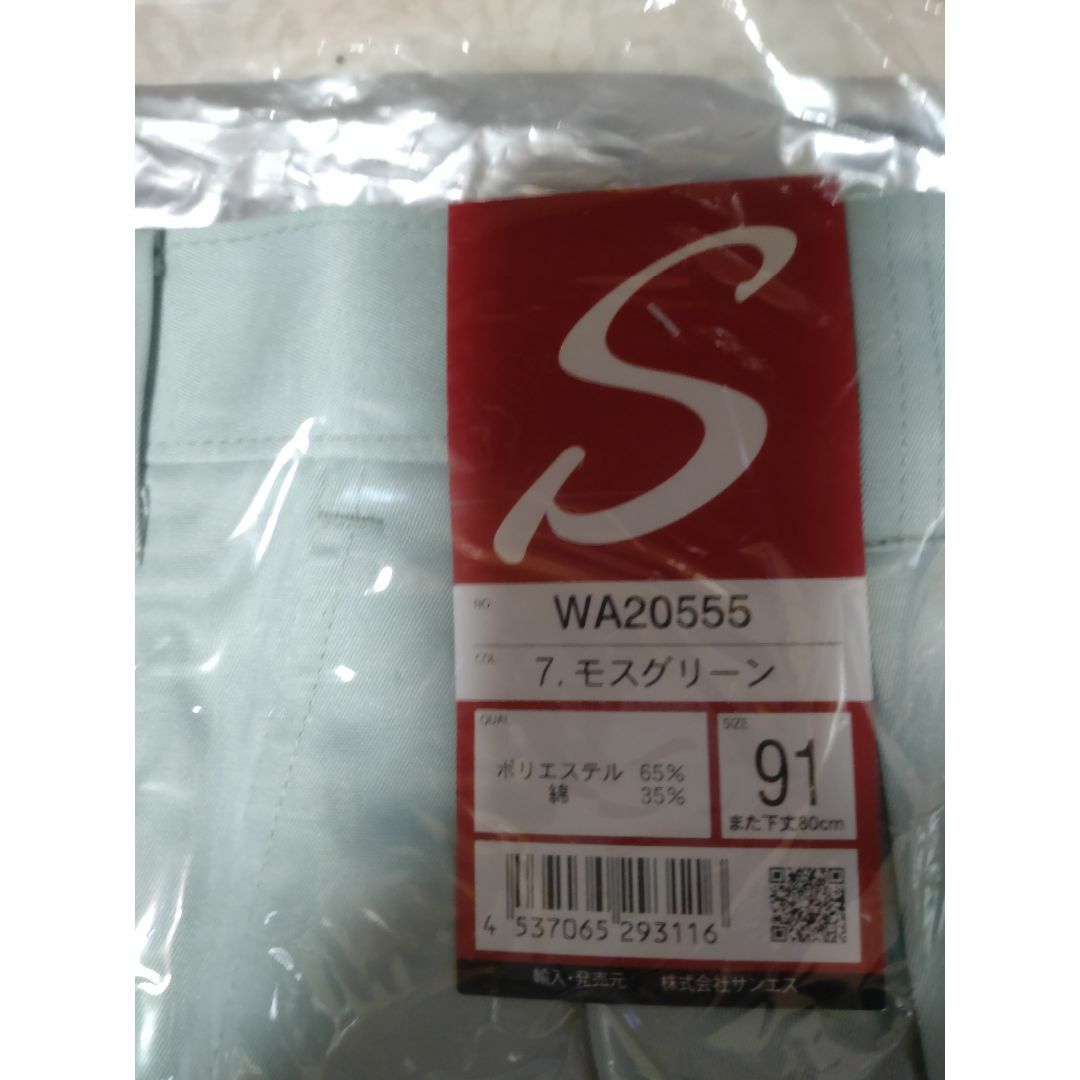 S
NO.
WA20555
COL.
7.モスグリーン
QUAL.
ポリエステル 65%
綿 35%
SIZE
91
また下丈80cm
4 537065 293116
輸入・発売元 株式会社サンエス